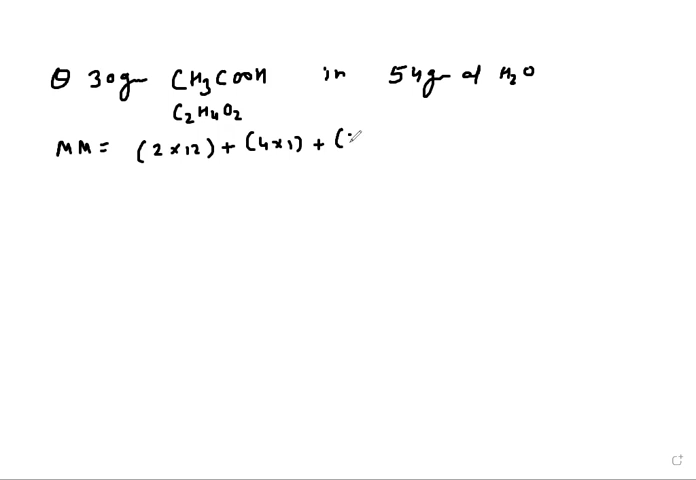 ⊖ 30gm CH3COOH in 54gm of H2O
C2H4O2
MM = (2 × 12) + (4×1) + (